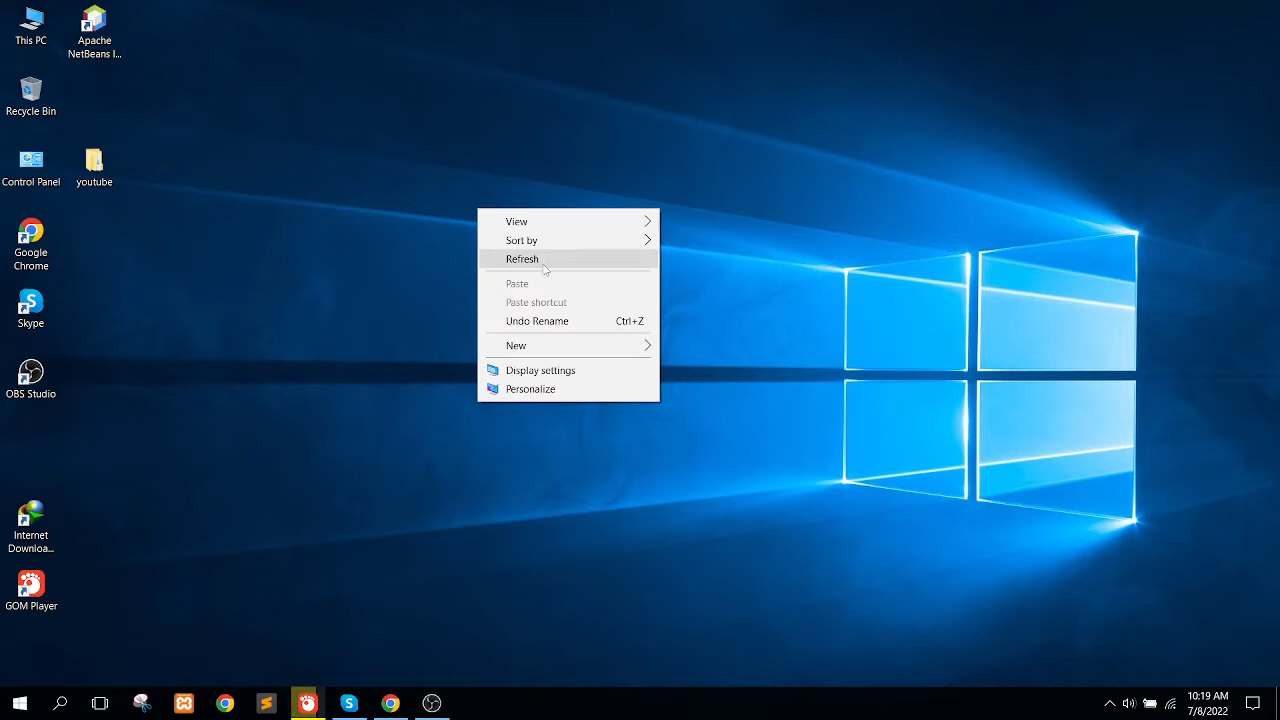 This PC
Apache
NetBeans I...
Recycle Bin
Control Panel
youtube
Google
Chrome
Skype
OBS Studio
Internet
Downloa...
GOM Player
View
Sort by
Refresh
Paste
Paste shortcut
Undo Rename Ctrl+Z
New
Display settings
Personalize
10:19 AM
7/8/2022